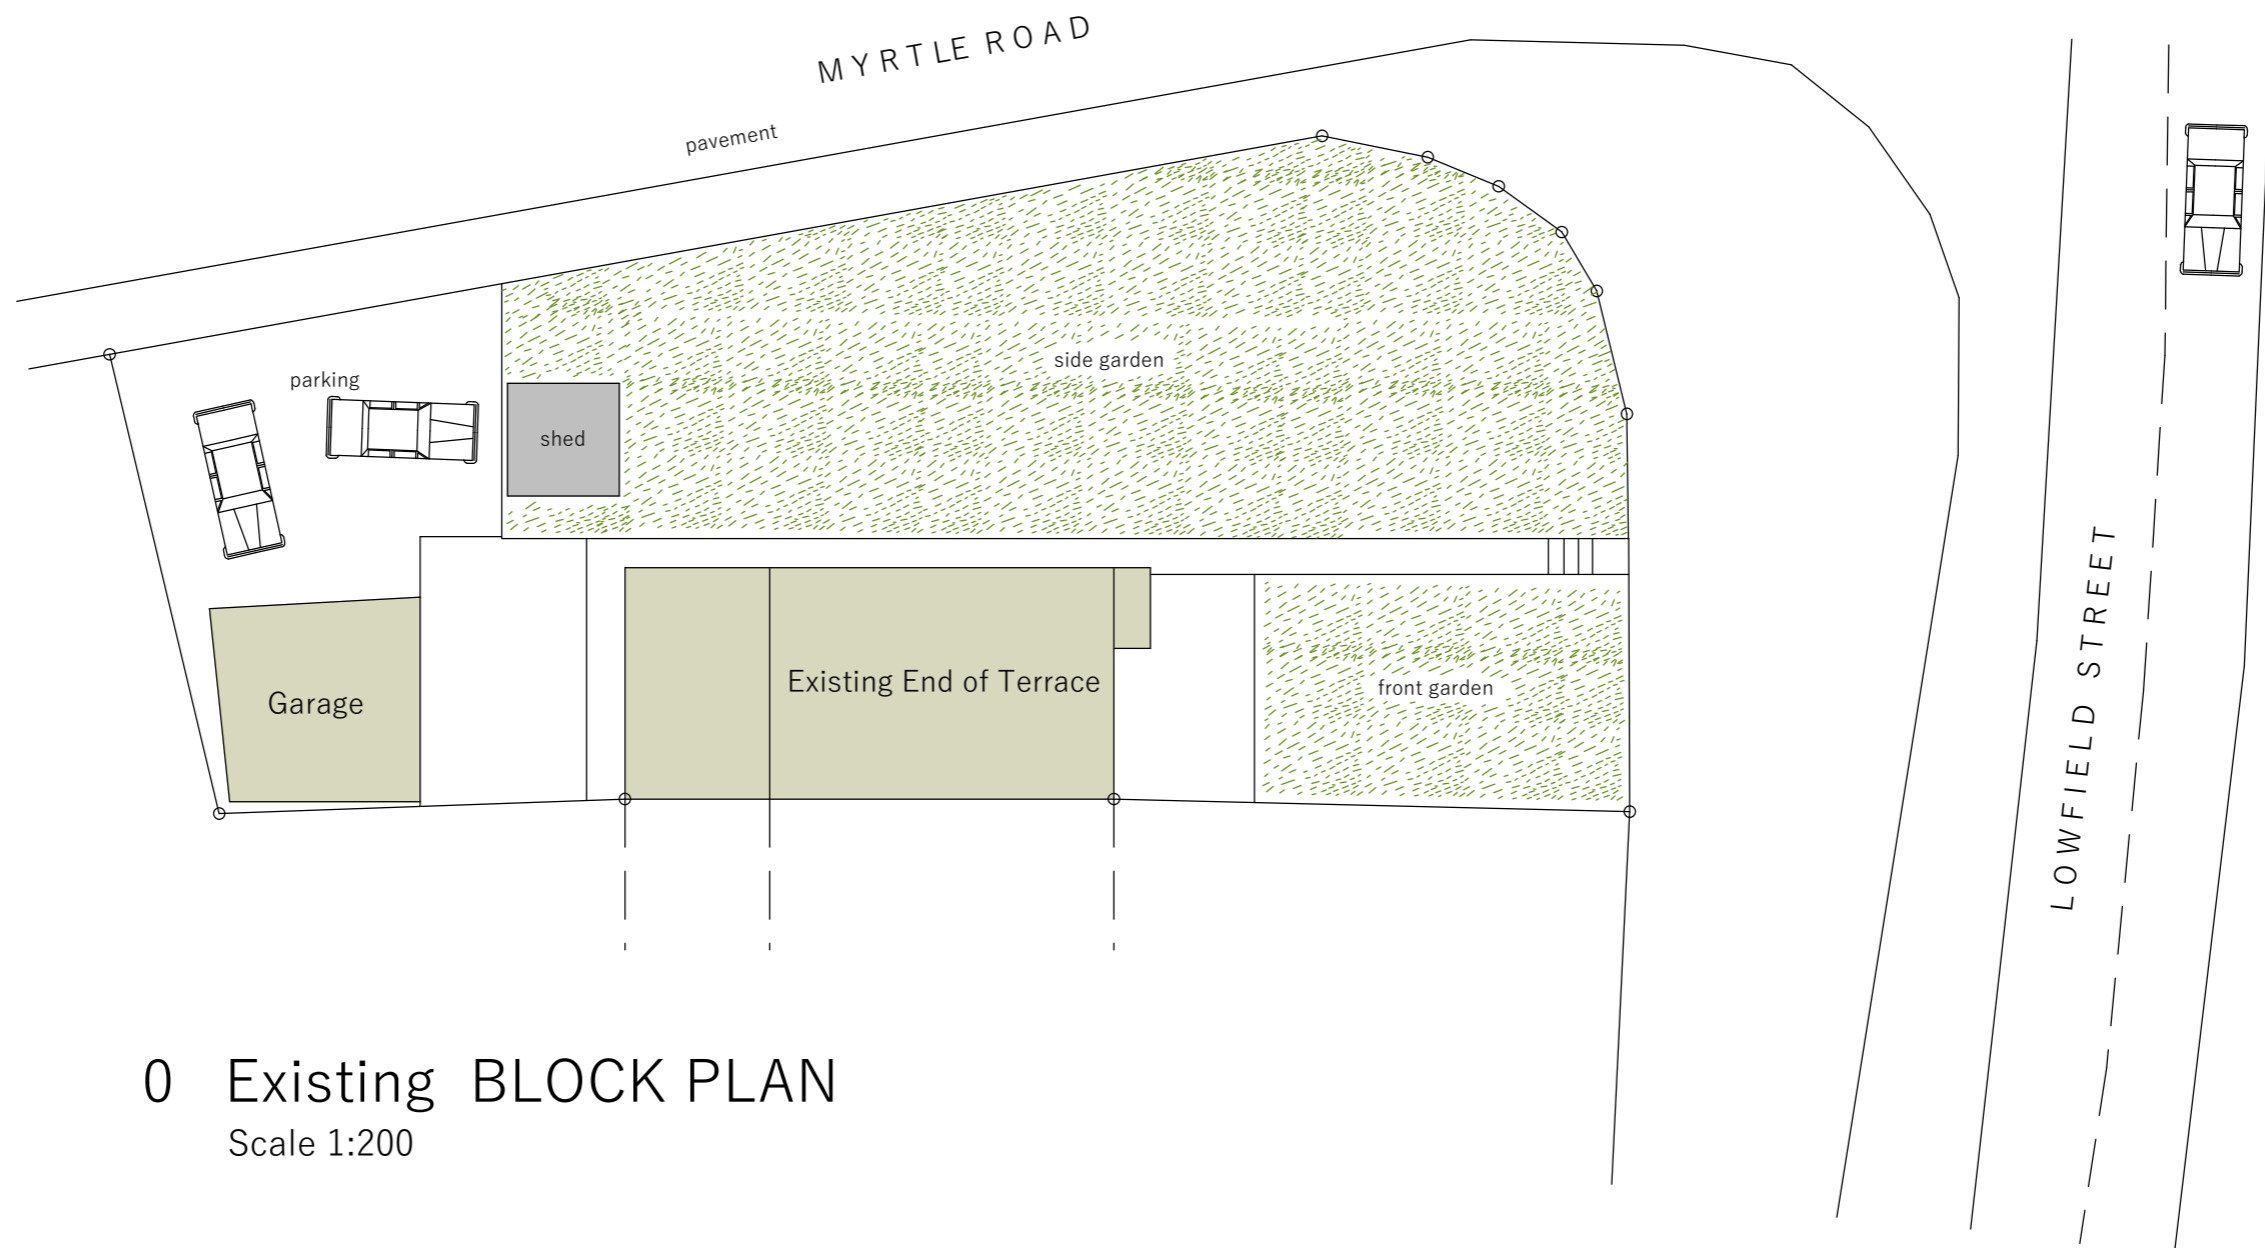 MYRTLE ROAD
pavement
side garden
parking
shed
Existing End of Terrace
front garden
Garage
LOWFIELD STREET
0 Existing BLOCK PLAN
Scale 1:200